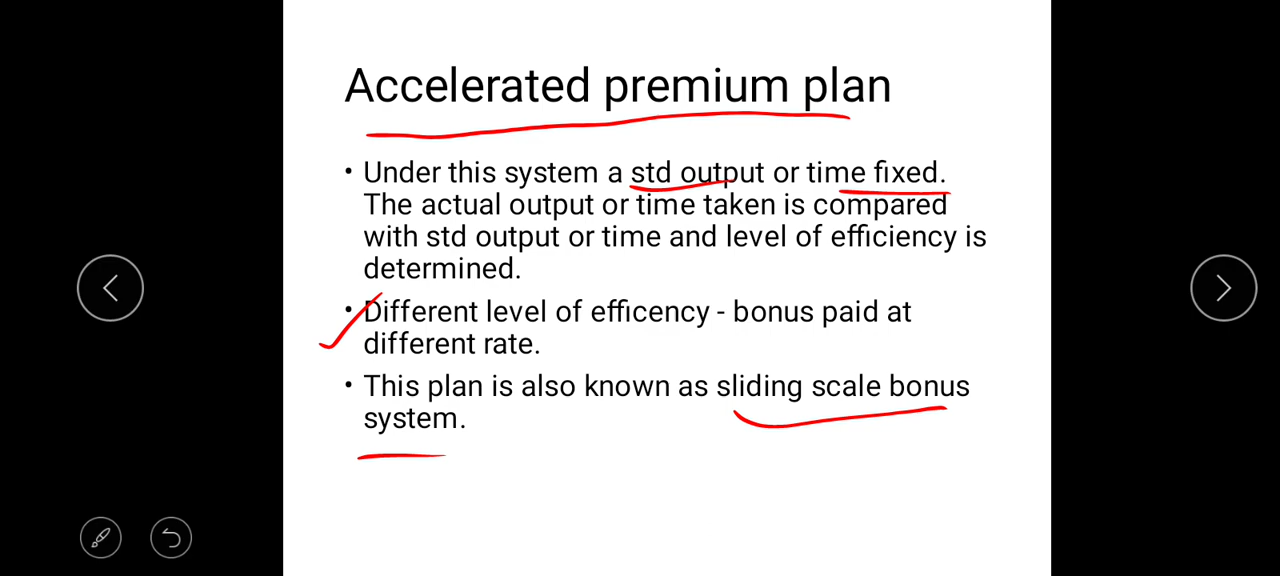 Accelerated premium plan
• Under this system a std output or time fixed.
The actual output or time taken is compared
with std output or time and level of efficiency is
determined.
• Different level of efficency - bonus paid at
different rate.
• This plan is also known as sliding scale bonus
system.